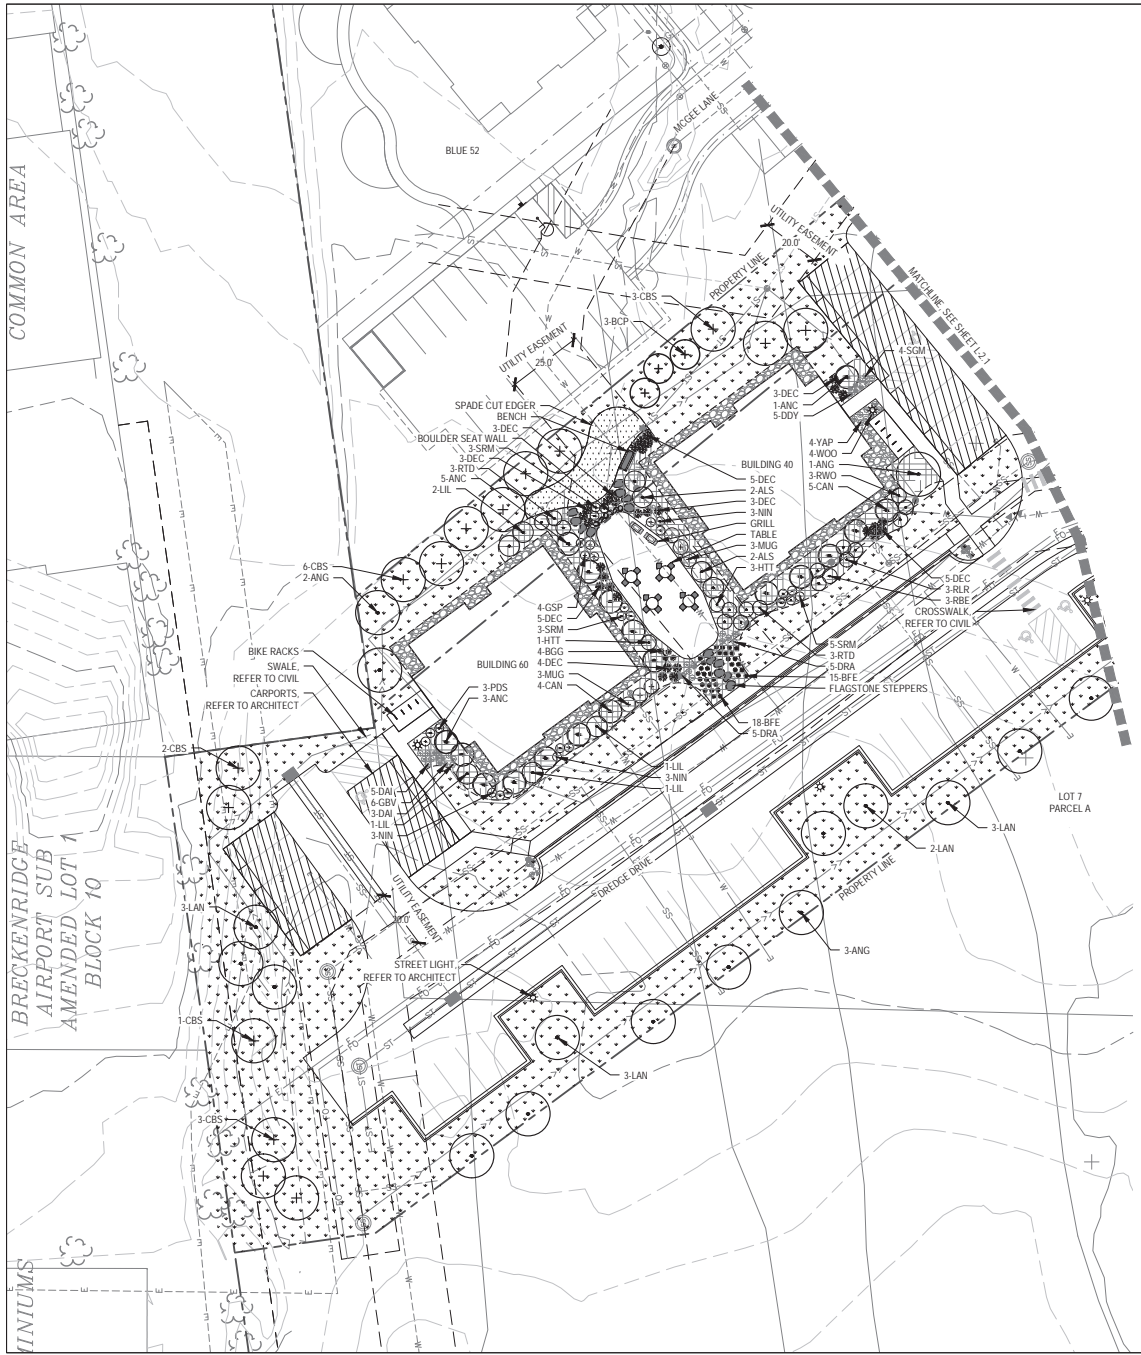 COMMON AREA
BLUE 52
MCGEE LANE
UTILITY EASEMENT
20.0'
PROPERTY LINE
MATCHLINE, SEE SHEET L-2.1
3-CBS
3-BCP
UTILITY EASEMENT
25.0'
4-SGM
3-DEC
1-ANC
5-DDY
SPADE CUT EDGER
BENCH
3-DEC
BOULDER SEAT WALL
3-SRM
3-DEC
3-RTD
5-ANC
2-LIL
4-YAP
4-WOO
1-ANG
3-RWO
5-CAN
BUILDING 40
5-DEC
2-ALS
3-DEC
3-NIN
GRILL
TABLE
3-MUG
2-ALS
3-HTT
6-CBS
2-ANG
5-DEC
3-RLR
3-RBE
CROSSWALK,
REFER TO CIVIL
4-GSP
5-DEC
3-SRM
1-HTT
4-BGG
4-DEC
3-MUG
4-CAN
BUILDING 60
5-SRM
3-RTD
5-DRA
15-BFE
FLAGSTONE STEPPERS
18-BFE
5-DRA
BIKE RACKS
SWALE,
REFER TO CIVIL
CARPORTS,
REFER TO ARCHITECT
3-PDS
3-ANC
2-CBS
1-LIL
3-NIN
1-LIL
5-DAI
6-GBV
3-DAI
1-LIL
3-NIN
LOT 7
PARCEL A
3-LAN
2-LAN
DREDGE DRIVE
PROPERTY LINE
BRECKENRIDGE
AIRPORT SUB
AMENDED LOT 1
BLOCK 10
UTILITY EASEMENT
3-LAN
3-ANG
STREET LIGHT,
REFER TO ARCHITECT
1-CBS
3-LAN
3-CBS
MINIUMS